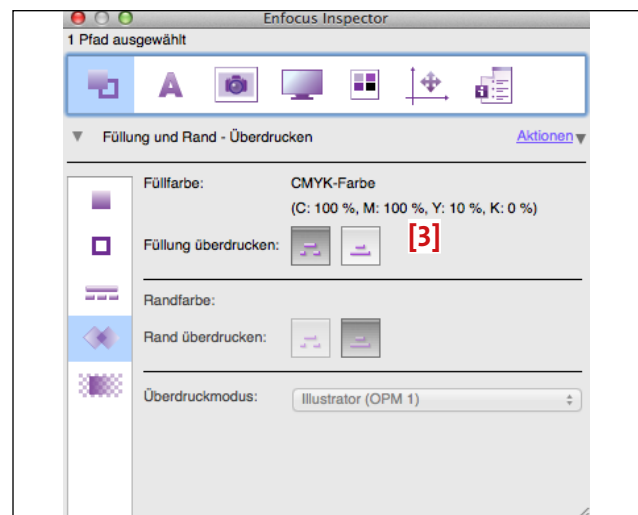 Enfocus Inspector
1 Pfad ausgewählt
A
i
Füllung und Rand - Überdrucken Aktionen
Füllfarbe: CMYK-Farbe
(C: 100 %, M: 100 %, Y: 10 %, K: 0 %)
Füllung überdrucken: [3]
Randfarbe:
Rand überdrucken:
Überdruckmodus: Illustrator (OPM 1)